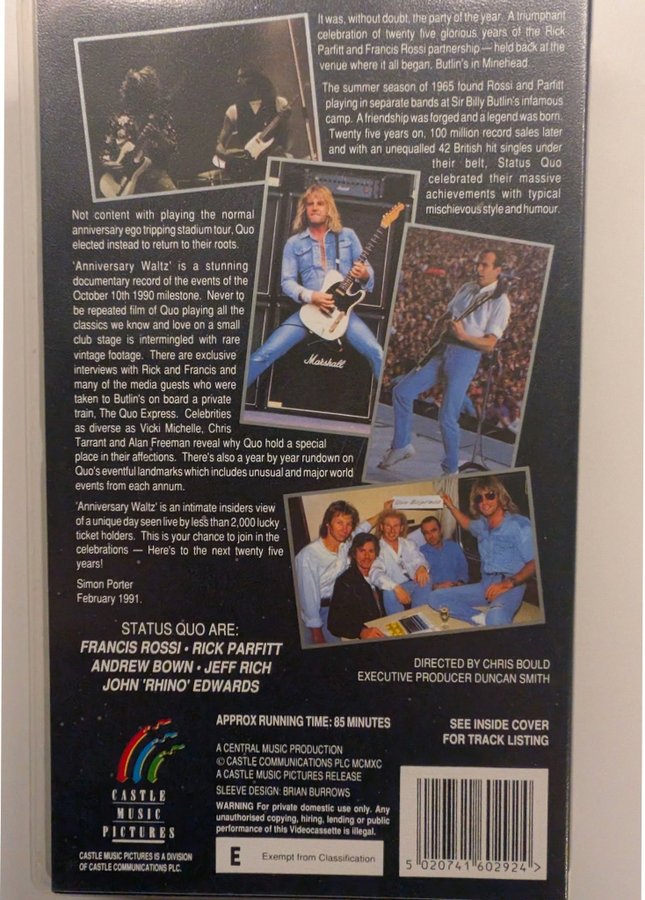 It was, without doubt, the party of the year. A triumphant
celebration of twenty five glorious years of the Rick
Parfitt and Francis Rossi partnership — held back at the
venue where it all began, Butlin's in Minehead.
The summer season of 1965 found Rossi and Parfitt
playing in separate bands at Sir Billy Butlin's infamous
camp. A friendship was forged and a legend was born.
Twenty five years on, 100 million record sales later
and with an unequalled 42 British hit singles under
their belt, Status Quo
celebrated their massive
achievements with typical
mischievous style and humour.
Not content with playing the normal
anniversary ego tripping stadium tour, Quo
elected instead to return to their roots.
'Anniversary Waltz' is a stunning
documentary record of the events of the
October 10th 1990 milestone. Never to
be repeated film of Quo playing all the
classics we know and love on a small
club stage is intermingled with rare
vintage footage. There are exclusive
interviews with Rick and Francis and
many of the media guests who were
taken to Butlin's on board a private
train, The Quo Express. Celebrities
as diverse as Vicki Michelle, Chris
Tarrant and Alan Freeman reveal why Quo hold a special
place in their affections. There's also a year by year rundown on
Quo's eventful landmarks which includes unusual and major world
events from each annum.
'Anniversary Waltz' is an intimate insiders view
of a unique day seen live by less than 2,000 lucky
ticket holders. This is your chance to join in the
celebrations — Here's to the next twenty five
years!
Simon Porter
February 1991.
Marshall
STATUS QUO ARE:
FRANCIS ROSSI • RICK PARFITT
ANDREW BOWN • JEFF RICH
JOHN 'RHINO' EDWARDS
DIRECTED BY CHRIS BOULD
EXECUTIVE PRODUCER DUNCAN SMITH
APPROX RUNNING TIME: 85 MINUTES
SEE INSIDE COVER
FOR TRACK LISTING
A CENTRAL MUSIC PRODUCTION
© CASTLE COMMUNICATIONS PLC MCMXC
A CASTLE MUSIC PICTURES RELEASE
SLEEVE DESIGN: BRIAN BURROWS
WARNING For private domestic use only. Any
unauthorised copying, hiring, lending or public
performance of this Videocassette is illegal.
E Exempt from Classification
CASTLE
MUSIC
PICTURES
CASTLE MUSIC PICTURES IS A DIVISION
OF CASTLE COMMUNICATIONS PLC.
5 020741 602924 >